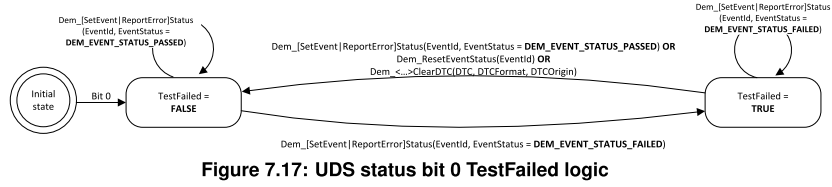 Dem_[SetEvent|ReportError]Status
(EventId, EventStatus =
DEM_EVENT_STATUS_PASSED)
Dem_[SetEvent|ReportError]Status
(EventId, EventStatus =
DEM_EVENT_STATUS_FAILED)
Dem_[SetEvent|ReportError]Status(EventId, EventStatus = DEM_EVENT_STATUS_PASSED) OR
Dem_ResetEventStatus(EventId) OR
Dem_<...>ClearDTC(DTC, DTCFormat, DTCOrigin)
Initial
state
Bit 0
TestFailed =
FALSE
TestFailed =
TRUE
Dem_[SetEvent|ReportError]Status(EventId, EventStatus = DEM_EVENT_STATUS_FAILED)
Figure 7.17: UDS status bit 0 TestFailed logic